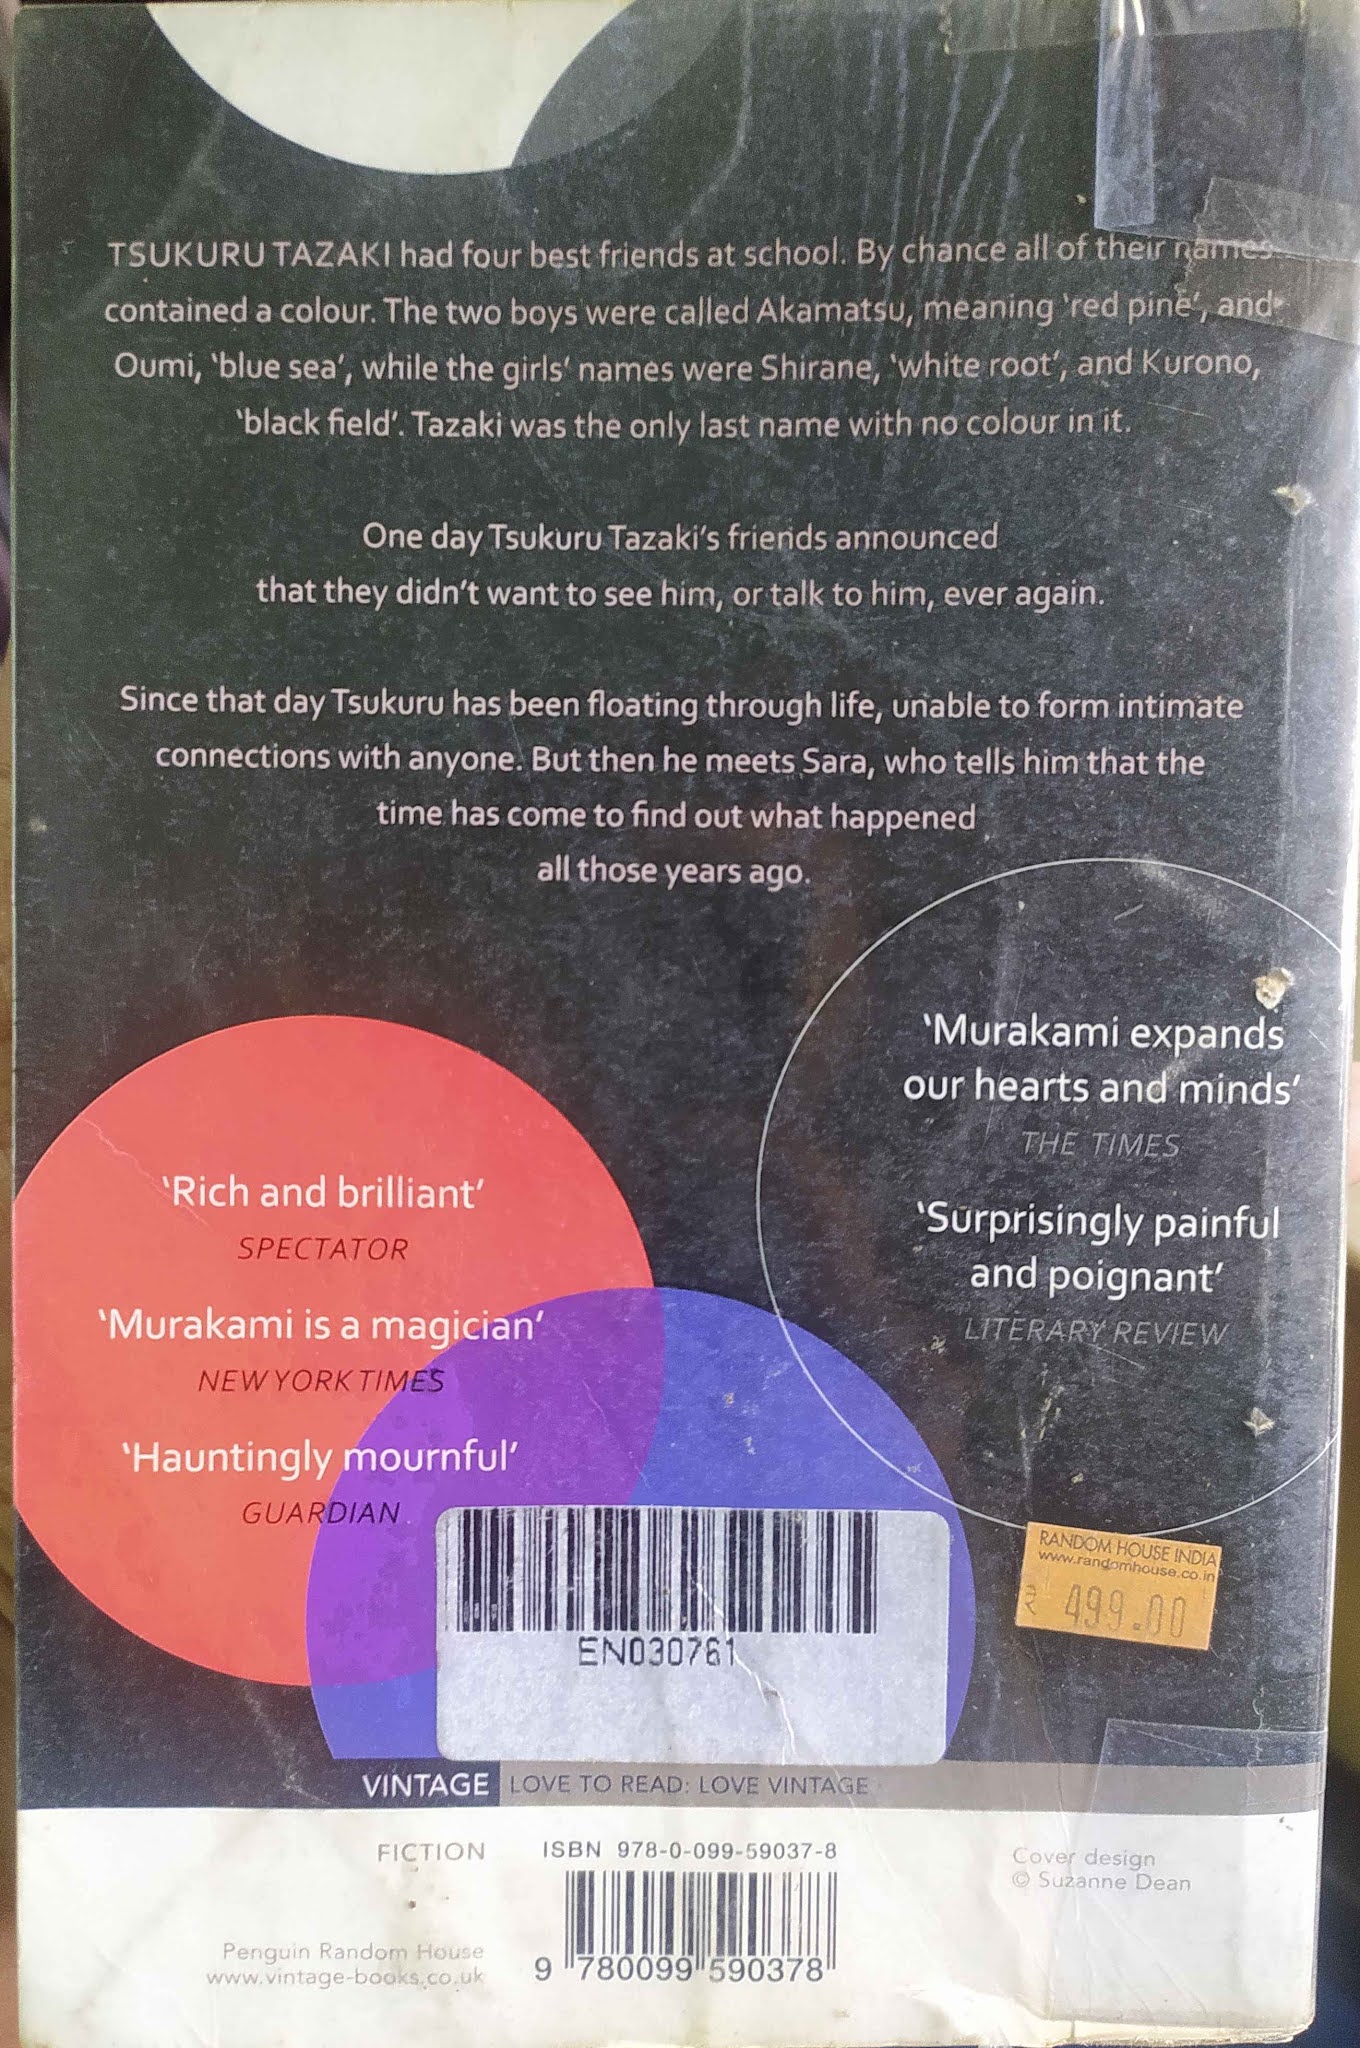 TSUKURU TAZAKI had four best friends at school. By chance all of their names
contained a colour. The two boys were called Akamatsu, meaning ‘red pine’, and
Oumi, ‘blue sea’, while the girls’ names were Shirane, ‘white root’, and Kurono,
‘black field’. Tazaki was the only last name with no colour in it.
One day Tsukuru Tazaki’s friends announced
that they didn’t want to see him, or talk to him, ever again.
Since that day Tsukuru has been floating through life, unable to form intimate
connections with anyone. But then he meets Sara, who tells him that the
time has come to find out what happened
all those years ago.
‘Murakami expands
our hearts and minds’
THE TIMES
‘Surprisingly painful
and poignant’
LITERARY REVIEW
‘Rich and brilliant’
SPECTATOR
‘Murakami is a magician’
NEW YORK TIMES
‘Hauntingly mournful’
GUARDIAN
EN030761
RANDOM HOUSE INDIA
www.randomhouse.co.in
₹ 499.00
VINTAGE LOVE TO READ: LOVE VINTAGE
FICTION
ISBN 978-0-099-59037-8
Cover design
© Suzanne Dean
Penguin Random House
www.vintage-books.co.uk
9 780099 590378